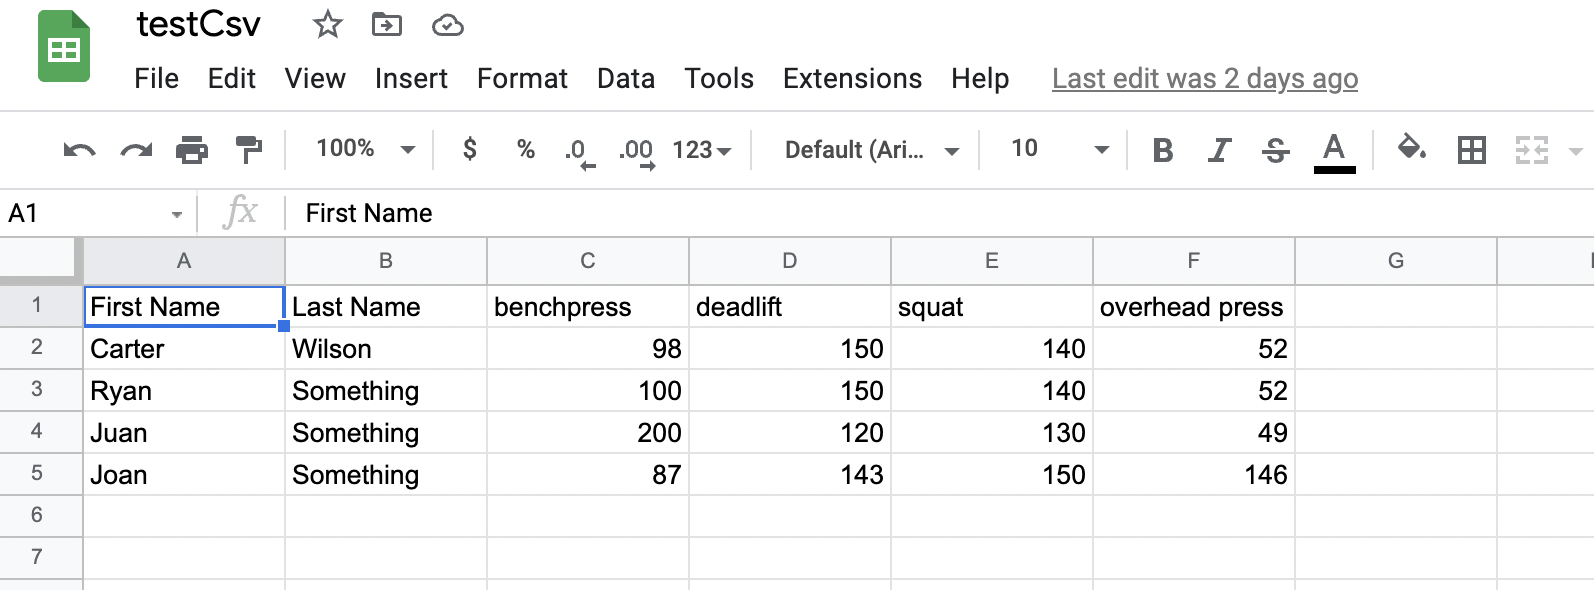 testCsv
File Edit View Insert Format Data Tools Extensions Help Last edit was 2 days ago
100% $ % .0 .00 123 Default (Ari... 10 B I S A
A1 fx First Name
A B C D E F G
1 First Name Last Name benchpress deadlift squat overhead press
2 Carter Wilson 98 150 140 52
3 Ryan Something 100 150 140 52
4 Juan Something 200 120 130 49
5 Joan Something 87 143 150 146
6
7